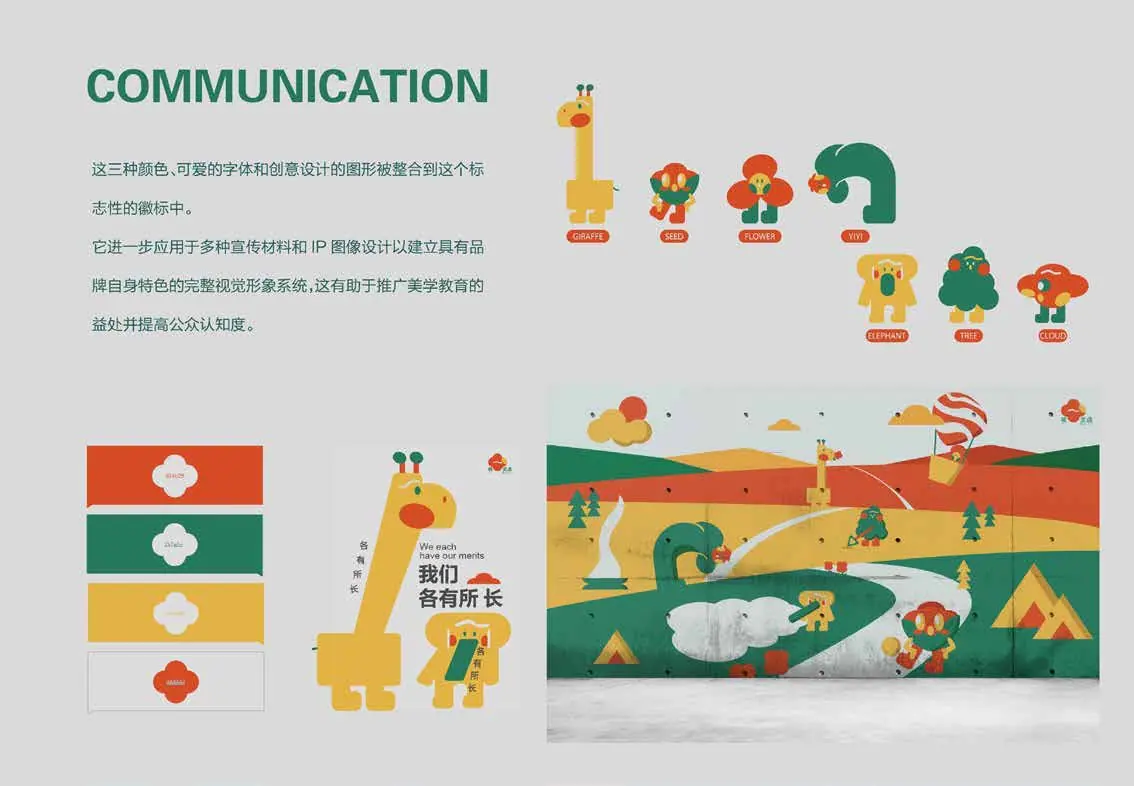 COMMUNICATION
这三种颜色、可爱的字体和创意设计的图形被整合到这个标
志性的徽标中。
它进一步应用于多种宣传材料和 IP 图像设计以建立具有品
牌自身特色的完整视觉形象系统,这有助于推广美学教育的
益处并提高公众认知度。
GIRAFFE
SEED
FLOWER
YIYI
ELEPHANT
TREE
CLOUD
各有所长
We each
have our ments
我们
各有所 长
各有所长